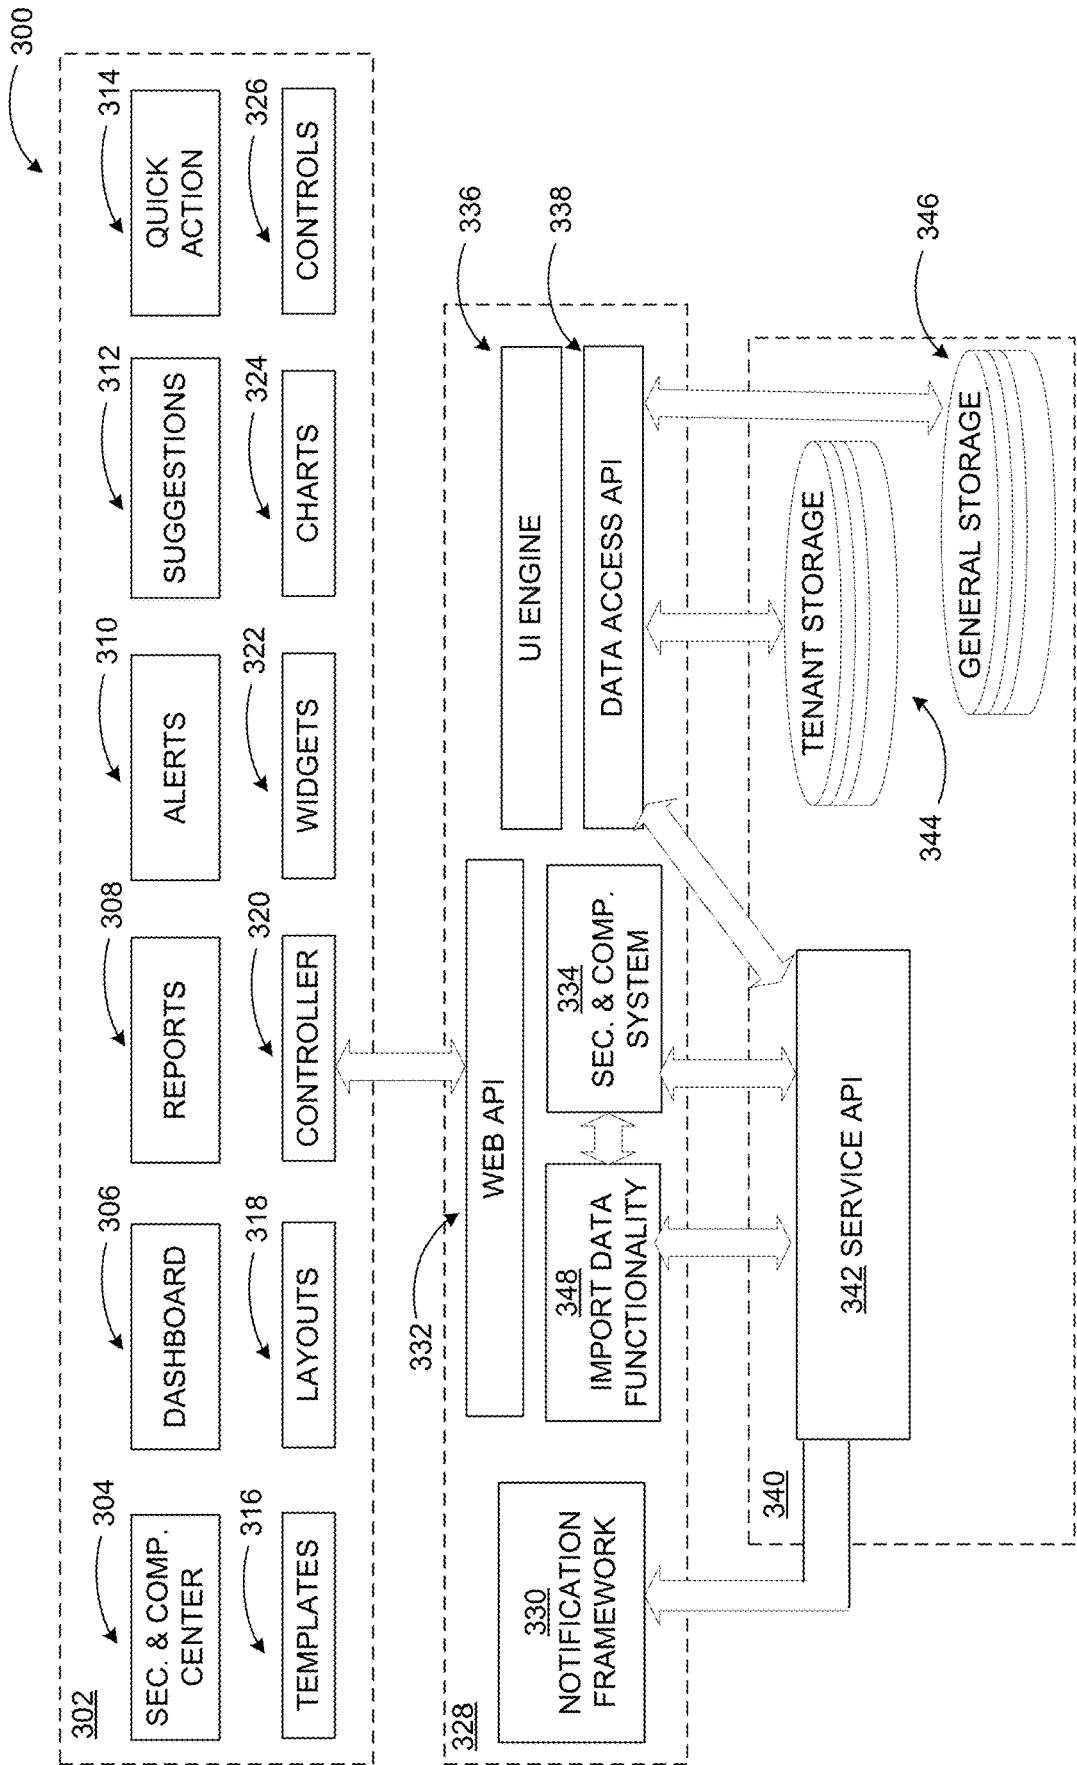 300
302
304
SEC. & COMP.
CENTER
306
DASHBOARD
308
REPORTS
310
ALERTS
312
SUGGESTIONS
314
QUICK
ACTION
316
TEMPLATES
318
LAYOUTS
320
CONTROLLER
322
WIDGETS
324
CHARTS
326
CONTROLS
328
330
NOTIFICATION
FRAMEWORK
332
WEB API
348
IMPORT DATA
FUNCTIONALITY
334
SEC. & COMP.
SYSTEM
336
UI ENGINE
338
DATA ACCESS API
340
342 SERVICE API
344
TENANT STORAGE
346
GENERAL STORAGE